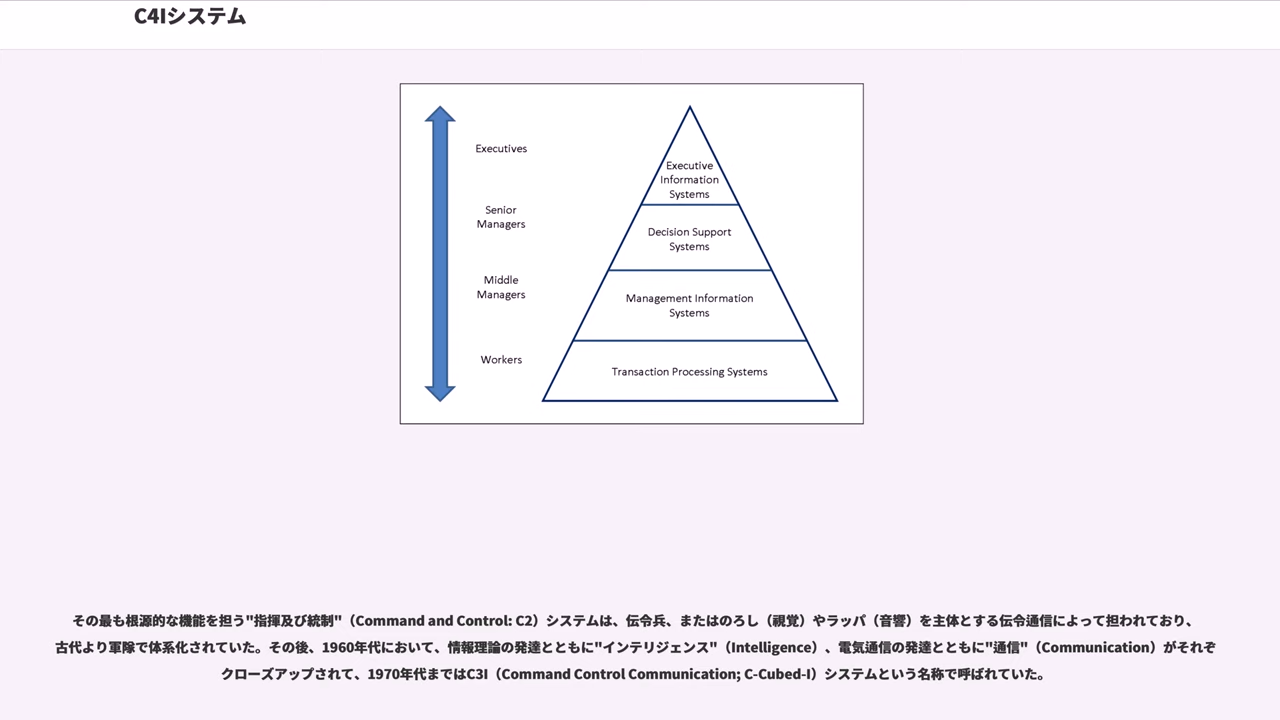 C4Iシステム
Executives
Senior
Managers
Middle
Managers
Workers
Executive
Information
Systems
Decision Support
Systems
Management Information
Systems
Transaction Processing Systems
その最も根源的な機能を担う"指揮及び統制"（Command and Control: C2）システムは、伝令兵、またはのろし（視覚）やラッパ（音響）を主体とする伝令通信によって担われており、
古代より軍隊で体系化されていた。その後、1960年代において、情報理論の発達とともに"インテリジェンス"（Intelligence）、電気通信の発達とともに"通信"（Communication）がそれぞ
クローズアップされて、1970年代まではC3I（Command Control Communication; C-Cubed-I）システムという名称で呼ばれていた。